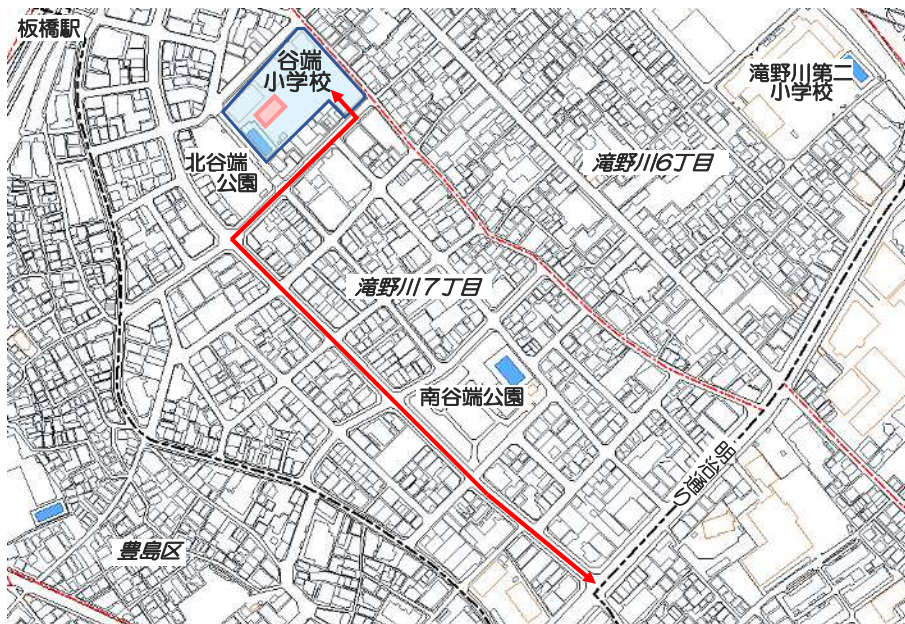 板橋駅
谷端
小学校
滝野川第二
小学校
北谷端
公園
滝野川6丁目
滝野川7丁目
南谷端公園
明治通り
豊島区